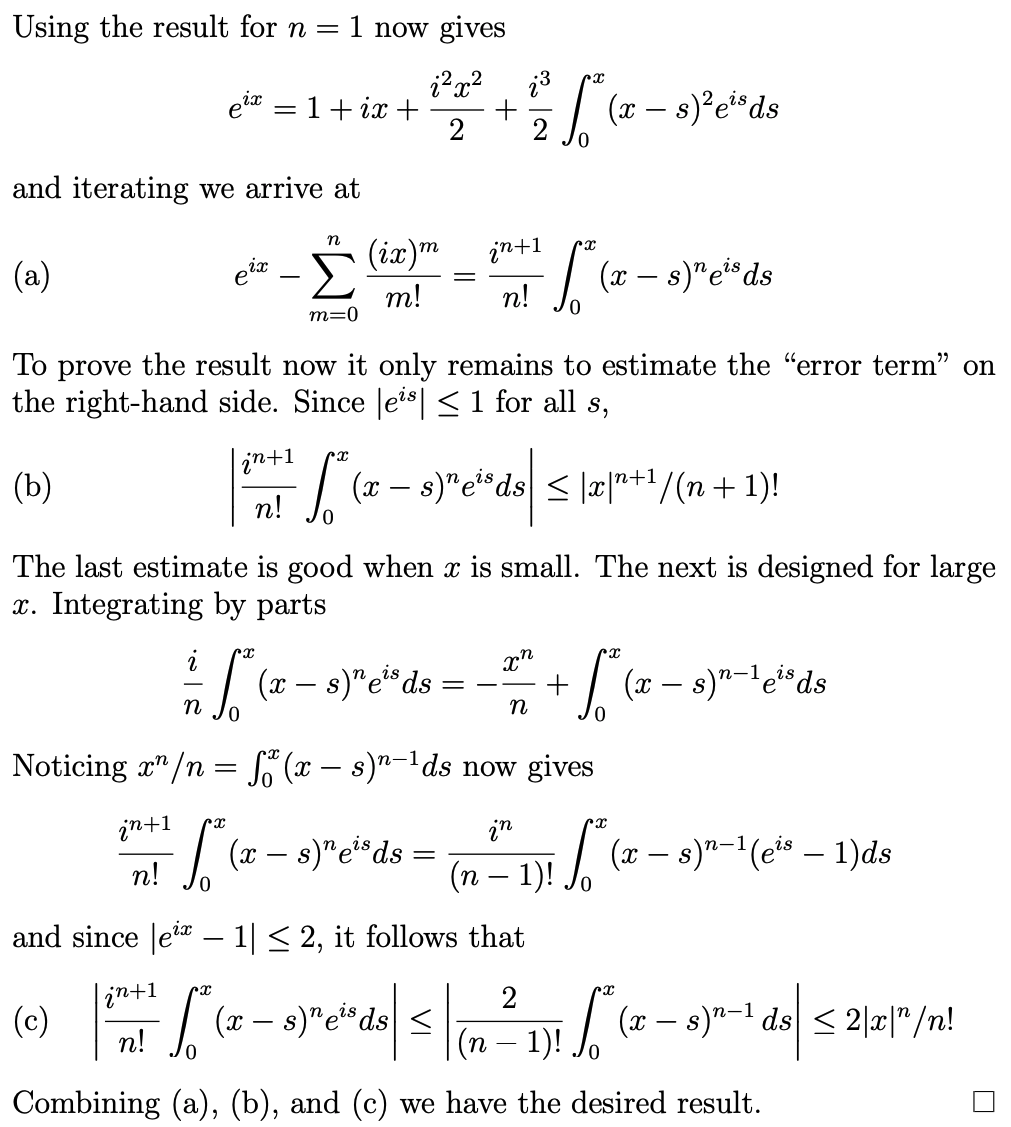 Using the result for n = 1 now gives
e^{ix} = 1 + ix + \frac{i^2x^2}{2} + \frac{i^3}{2} \int_0^x (x − s)^2 e^{is} ds
and iterating we arrive at
(a) e^{ix} − \sum_{m=0}^{n} \frac{(ix)^m}{m!} = \frac{i^{n+1}}{n!} \int_0^x (x − s)^n e^{is} ds
To prove the result now it only remains to estimate the “error term” on
the right-hand side. Since |e^{is}| ≤ 1 for all s,
(b) \left| \frac{i^{n+1}}{n!} \int_0^x (x − s)^n e^{is} ds \right| ≤ |x|^{n+1}/(n + 1)!
The last estimate is good when x is small. The next is designed for large
x. Integrating by parts
\frac{i}{n} \int_0^x (x − s)^n e^{is} ds = −\frac{x^n}{n} + \int_0^x (x − s)^{n−1} e^{is} ds
Noticing x^n/n = \int_0^x (x − s)^{n−1} ds now gives
\frac{i^{n+1}}{n!} \int_0^x (x − s)^n e^{is} ds = \frac{i^n}{(n − 1)!} \int_0^x (x − s)^{n−1} (e^{is} − 1) ds
and since |e^{ix} − 1| ≤ 2, it follows that
(c) \left| \frac{i^{n+1}}{n!} \int_0^x (x − s)^n e^{is} ds \right| ≤ \left| \frac{2}{(n − 1)!} \int_0^x (x − s)^{n−1} ds \right| ≤ 2|x|^n/n!
Combining (a), (b), and (c) we have the desired result. □